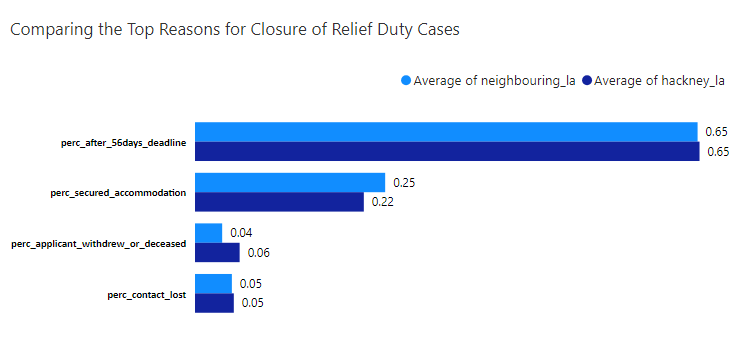 Comparing the Top Reasons for Closure of Relief Duty Cases
Average of neighbouring_la Average of hackney_la
perc_after_56days_deadline
0.65
0.65
perc_secured_accommodation
0.25
0.22
perc_applicant_withdrew_or_deceased
0.04
0.06
perc_contact_lost
0.05
0.05